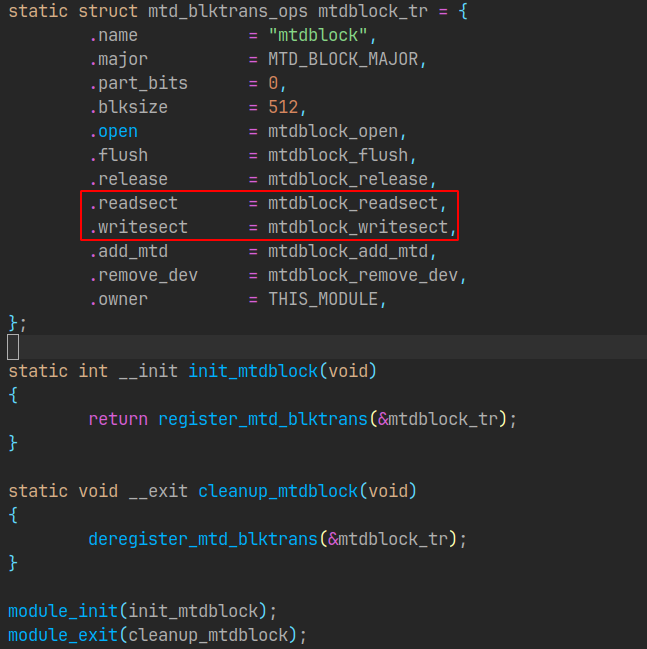 static struct mtd_blktrans_ops mtdblock_tr = {
        .name           = "mtdblock",
        .major          = MTD_BLOCK_MAJOR,
        .part_bits      = 0,
        .blksize        = 512,
        .open           = mtdblock_open,
        .flush          = mtdblock_flush,
        .release        = mtdblock_release,
        .readsect       = mtdblock_readsect,
        .writesect      = mtdblock_writesect,
        .add_mtd        = mtdblock_add_mtd,
        .remove_dev     = mtdblock_remove_dev,
        .owner          = THIS_MODULE,
};
static int __init init_mtdblock(void)
{
        return register_mtd_blktrans(&mtdblock_tr);
}
static void __exit cleanup_mtdblock(void)
{
        deregister_mtd_blktrans(&mtdblock_tr);
}
module_init(init_mtdblock);
module_exit(cleanup_mtdblock);